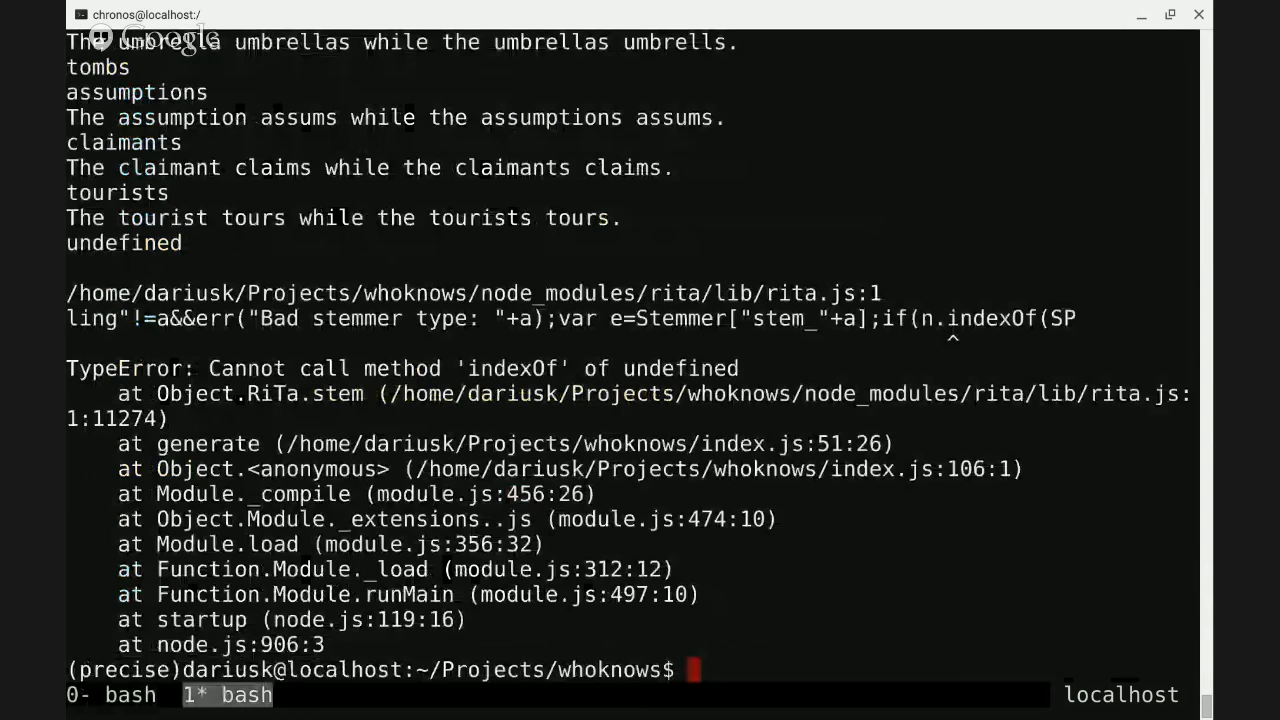 chronos@localhost:/
Google
The umbrella umbrellas while the umbrellas umbrells.
tombs
assumptions
The assumption assums while the assumptions assums.
claimants
The claimant claims while the claimants claims.
tourists
The tourist tours while the tourists tours.
undefined
/home/dariusk/Projects/whoknows/node_modules/rita/lib/rita.js:1
ling"!=a&&err("Bad stemmer type: "+a);var e=Stemmer["stem_"+a];if(n.indexOf(SP
^
TypeError: Cannot call method 'indexOf' of undefined
at Object.RiTa.stem (/home/dariusk/Projects/whoknows/node_modules/rita/lib/rita.js:
1:11274)
at generate (/home/dariusk/Projects/whoknows/index.js:51:26)
at Object.<anonymous> (/home/dariusk/Projects/whoknows/index.js:106:1)
at Module._compile (module.js:456:26)
at Object.Module._extensions..js (module.js:474:10)
at Module.load (module.js:356:32)
at Function.Module._load (module.js:312:12)
at Function.Module.runMain (module.js:497:10)
at startup (node.js:119:16)
at node.js:906:3
(precise)dariusk@localhost:~/Projects/whoknows$
0- bash 1* bash localhost